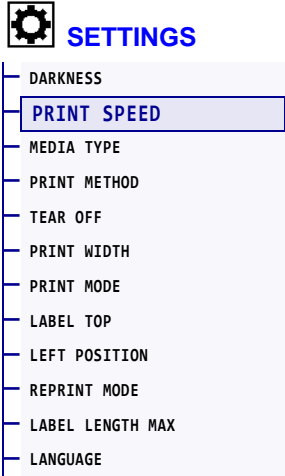 SETTINGS
DARKNESS
PRINT SPEED
MEDIA TYPE
PRINT METHOD
TEAR OFF
PRINT WIDTH
PRINT MODE
LABEL TOP
LEFT POSITION
REPRINT MODE
LABEL LENGTH MAX
LANGUAGE